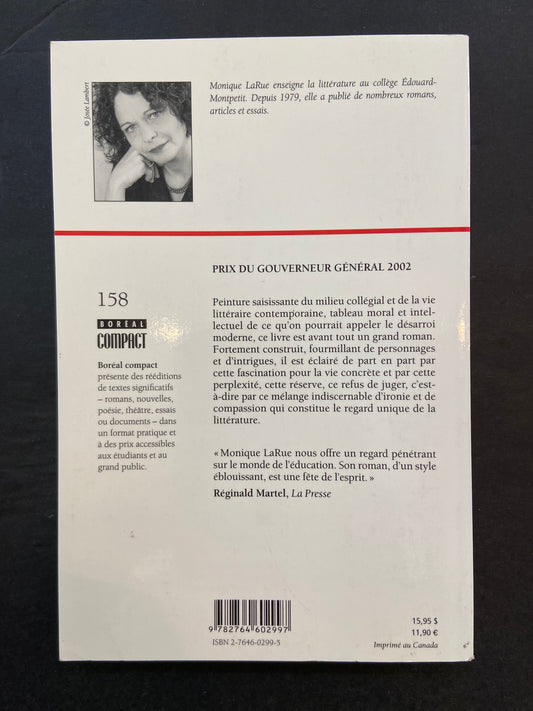 © Josée Lambert
Monique LaRue enseigne la littérature au collège Édouard-
Montpetit. Depuis 1979, elle a publié de nombreux romans,
articles et essais.
PRIX DU GOUVERNEUR GÉNÉRAL 2002
158
BORÉAL
COMPACT
Boréal compact
présente des rééditions
de textes significatifs
– romans, nouvelles,
poésie, théâtre, essais
ou documents – dans
un format pratique et
à des prix accessibles
aux étudiants et au
grand public.
Peinture saisissante du milieu collégial et de la vie
littéraire contemporaine, tableau moral et intel-
lectuel de ce qu'on pourrait appeler le désarroi
moderne, ce livre est avant tout un grand roman.
Fortement construit, fourmillant de personnages
et d'intrigues, il est éclairé de part en part par
cette fascination pour la vie concrète et par cette
perplexité, cette réserve, ce refus de juger, c'est-
à-dire par ce mélange indiscernable d'ironie et de
compassion qui constitue le regard unique de la
littérature.
« Monique LaRue nous offre un regard pénétrant
sur le monde de l'éducation. Son roman, d'un style
éblouissant, est une fête de l'esprit. »
Réginald Martel, La Presse
9 782764 602997
ISBN 2-7646-0299-5
15,95 $
11,90 €
Imprimé au Canada